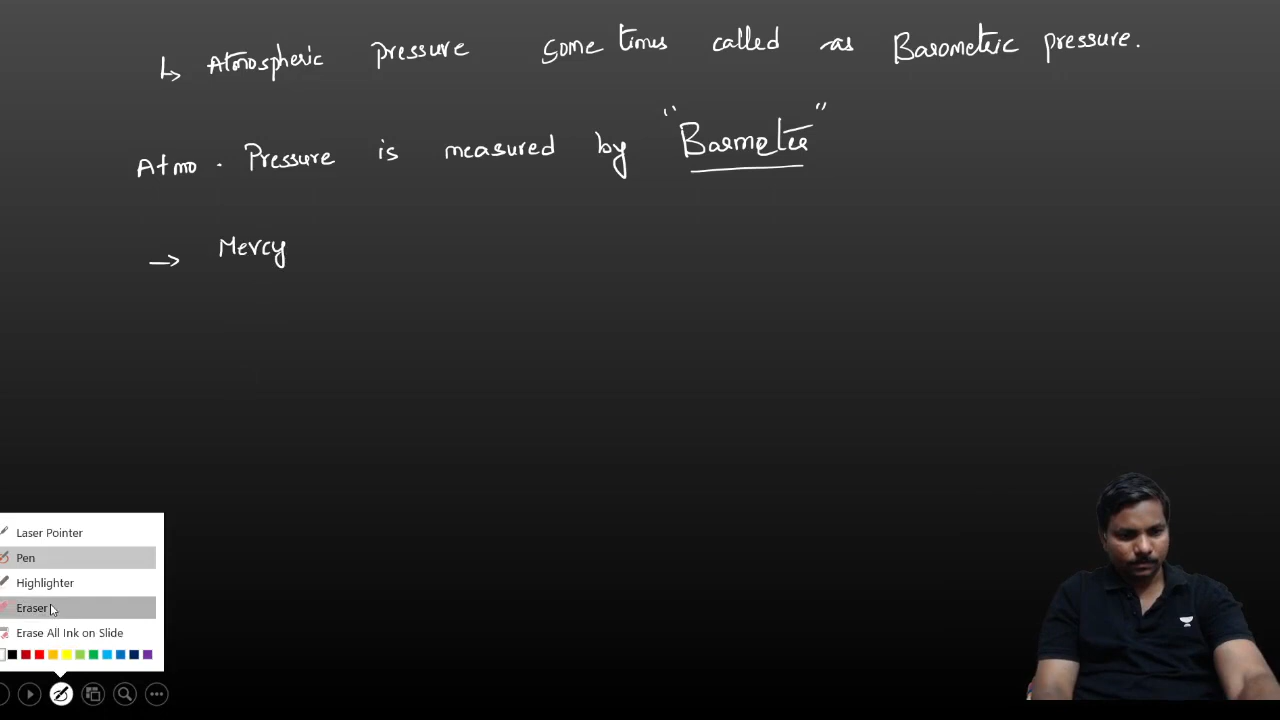 ↳ Atmospheric pressure some times called as Barometric pressure.
Atmo. Pressure is measured by "Barmeter"
→ Mercy
Laser Pointer
Pen
Highlighter
Eraser
Erase All Ink on Slide